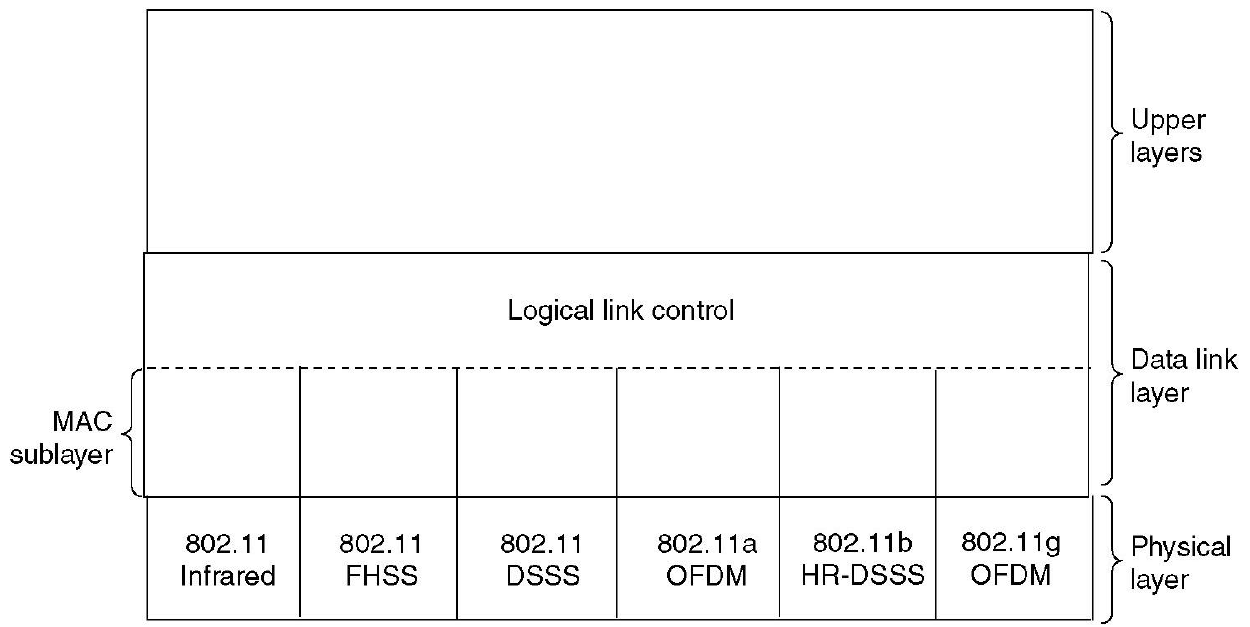 Upper
layers
Logical link control
Data link
layer
MAC
sublayer
802.11
Infrared
802.11
FHSS
802.11
DSSS
802.11a
OFDM
802.11b
HR-DSSS
802.11g
OFDM
Physical
layer